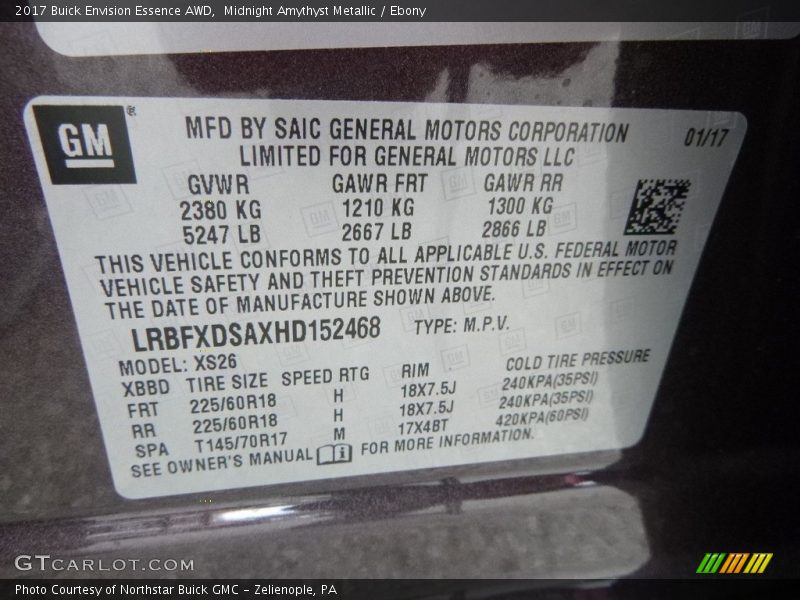 2017 Buick Envision Essence AWD, Midnight Amythyst Metallic / Ebony
GM®
MFD BY SAIC GENERAL MOTORS CORPORATION 01/17
LIMITED FOR GENERAL MOTORS LLC
GVWR GAWR FRT GAWR RR
2380 KG 1210 KG 1300 KG
5247 LB 2667 LB 2866 LB
THIS VEHICLE CONFORMS TO ALL APPLICABLE U.S. FEDERAL MOTOR
VEHICLE SAFETY AND THEFT PREVENTION STANDARDS IN EFFECT ON
THE DATE OF MANUFACTURE SHOWN ABOVE.
LRBFXDSAXHD152468 TYPE: M.P.V.
MODEL: XS26
XBBD TIRE SIZE SPEED RTG RIM COLD TIRE PRESSURE
FRT 225/60R18 H 18X7.5J 240KPA(35PSI)
RR 225/60R18 H 18X7.5J 240KPA(35PSI)
SPA T145/70R17 M 17X4BT 420KPA(60PSI)
SEE OWNER'S MANUAL i FOR MORE INFORMATION.
GTCARLOT.COM
Photo Courtesy of Northstar Buick GMC - Zelienople, PA